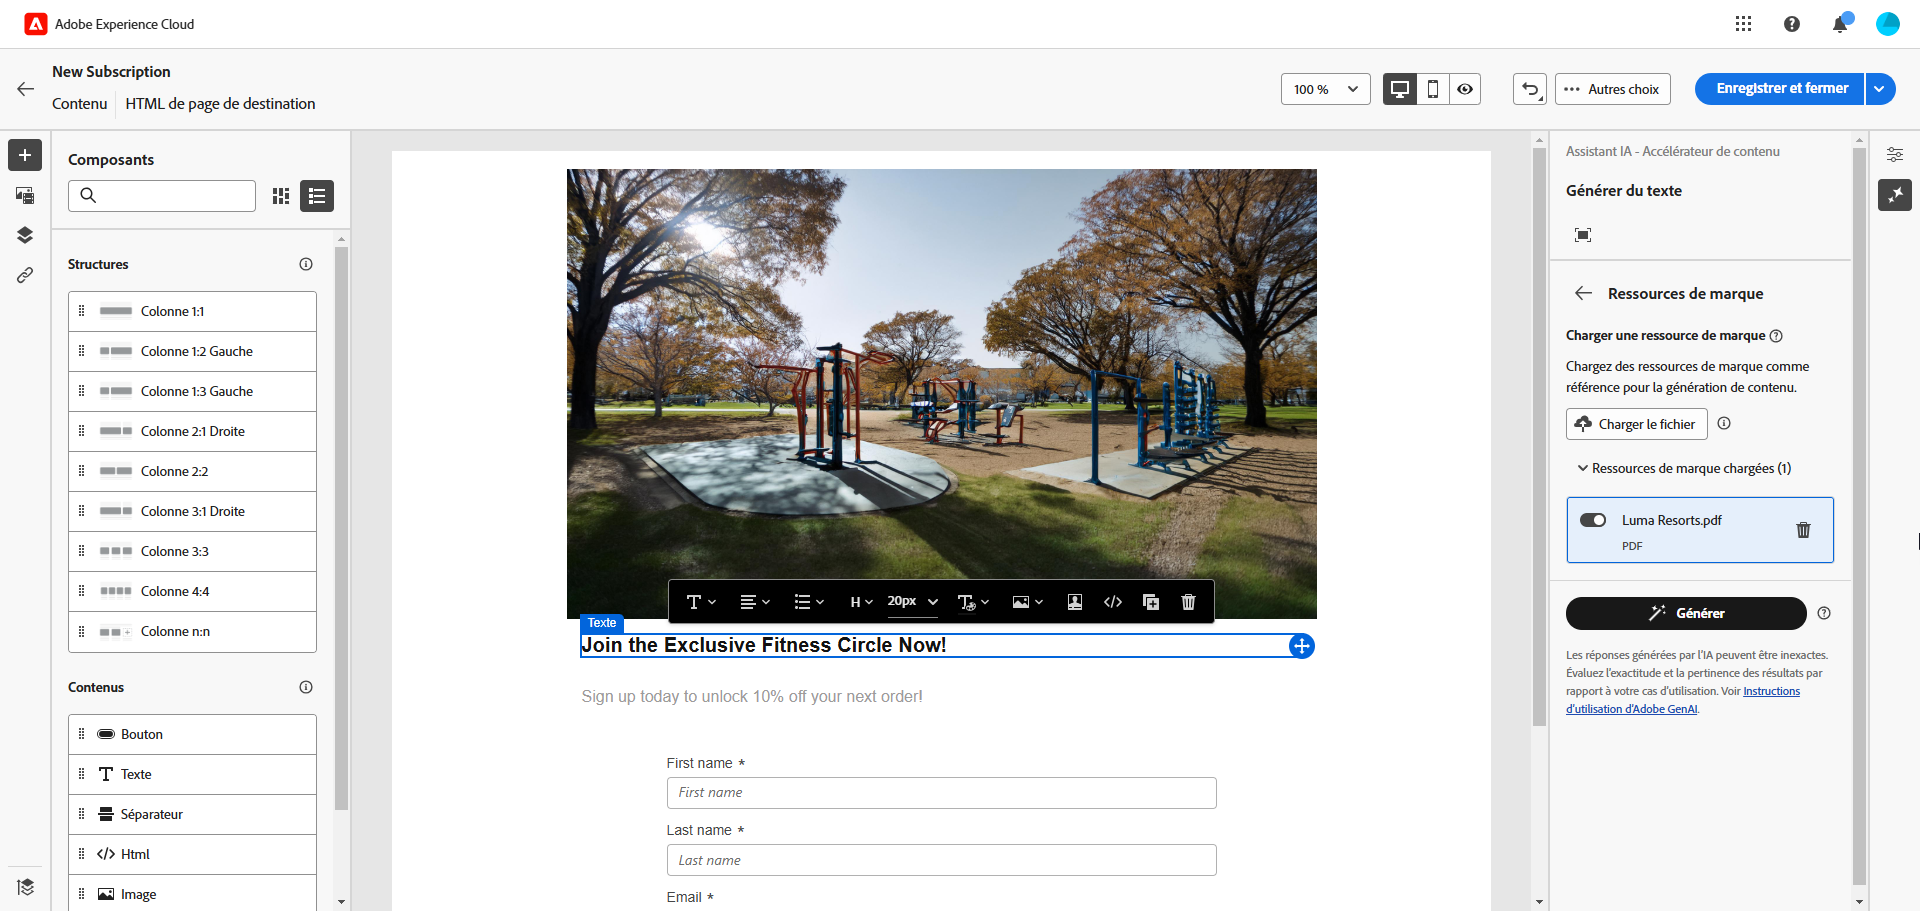 Adobe Experience Cloud
New Subscription
Contenu
HTML de page de destination
100 %
Autres choix
Enregistrer et fermer
Composants
Structures
Colonne 1:1
Colonne 1:2 Gauche
Colonne 1:3 Gauche
Colonne 2:1 Droite
Colonne 2:2
Colonne 3:1 Droite
Colonne 3:3
Colonne 4:4
Colonne n:n
Contenus
Bouton
Texte
Séparateur
Html
Image
H
20px
Texte
Join the Exclusive Fitness Circle Now!
Sign up today to unlock 10% off your next order!
First name *
First name
Last name *
Last name
Email *
Assistant IA - Accélérateur de contenu
Générer du texte
Ressources de marque
Charger une ressource de marque
Chargez des ressources de marque comme
référence pour la génération de contenu.
Charger le fichier
Ressources de marque chargées (1)
Luma Resorts.pdf
PDF
Générer
Les réponses générées par l'IA peuvent être inexactes.
Évaluez l'exactitude et la pertinence des résultats par
rapport à votre cas d'utilisation. Voir Instructions
d'utilisation d'Adobe GenAI.